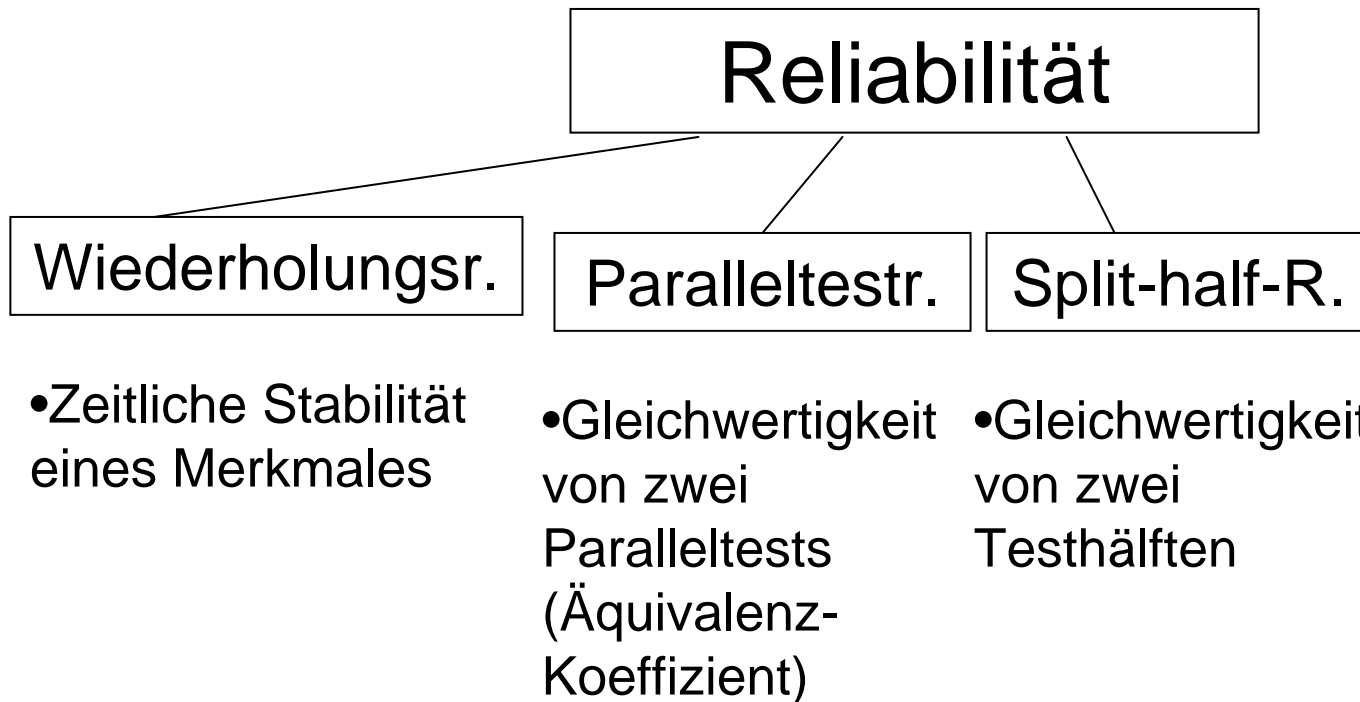 Reliabilität
Wiederholungsr.
Paralleltestr.
Split-half-R.
•Zeitliche Stabilität
eines Merkmales
•Gleichwertigkeit
von zwei
Paralleltests
(Äquivalenz-
Koeffizient)
•Gleichwertigkeit
von zwei
Testhälften